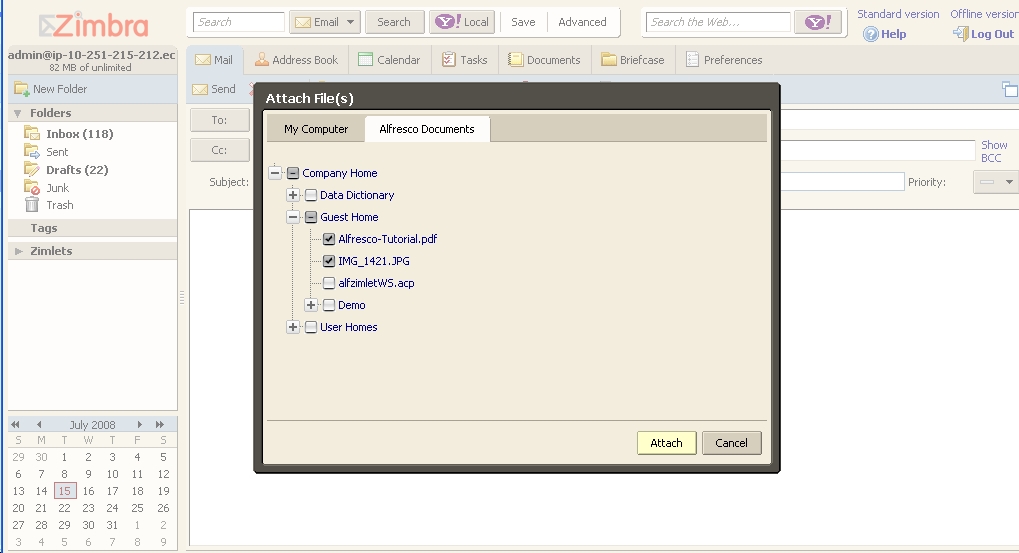 Zimbra
Search
Email
Search
Y! Local
Save
Advanced
Search the Web...
Y!
Standard version
Offline version
Help
Log Out
admin@ip-10-251-215-212.ec
82 MB of unlimited
Mail
Address Book
Calendar
Tasks
Documents
Briefcase
Preferences
New Folder
Send
Folders
Inbox (118)
Sent
Drafts (22)
Junk
Trash
Tags
Zimlets
To:
Cc:
Show
BCC
Subject:
Priority:
Attach File(s)
My Computer
Alfresco Documents
Company Home
Data Dictionary
Guest Home
Alfresco-Tutorial.pdf
IMG_1421.JPG
alfzimletWS.acp
Demo
User Homes
Attach
Cancel
July 2008
S M T W T F S
29 30 1 2 3 4 5
6 7 8 9 10 11 12
13 14 15 16 17 18 19
20 21 22 23 24 25 26
27 28 29 30 31 1 2
3 4 5 6 7 8 9